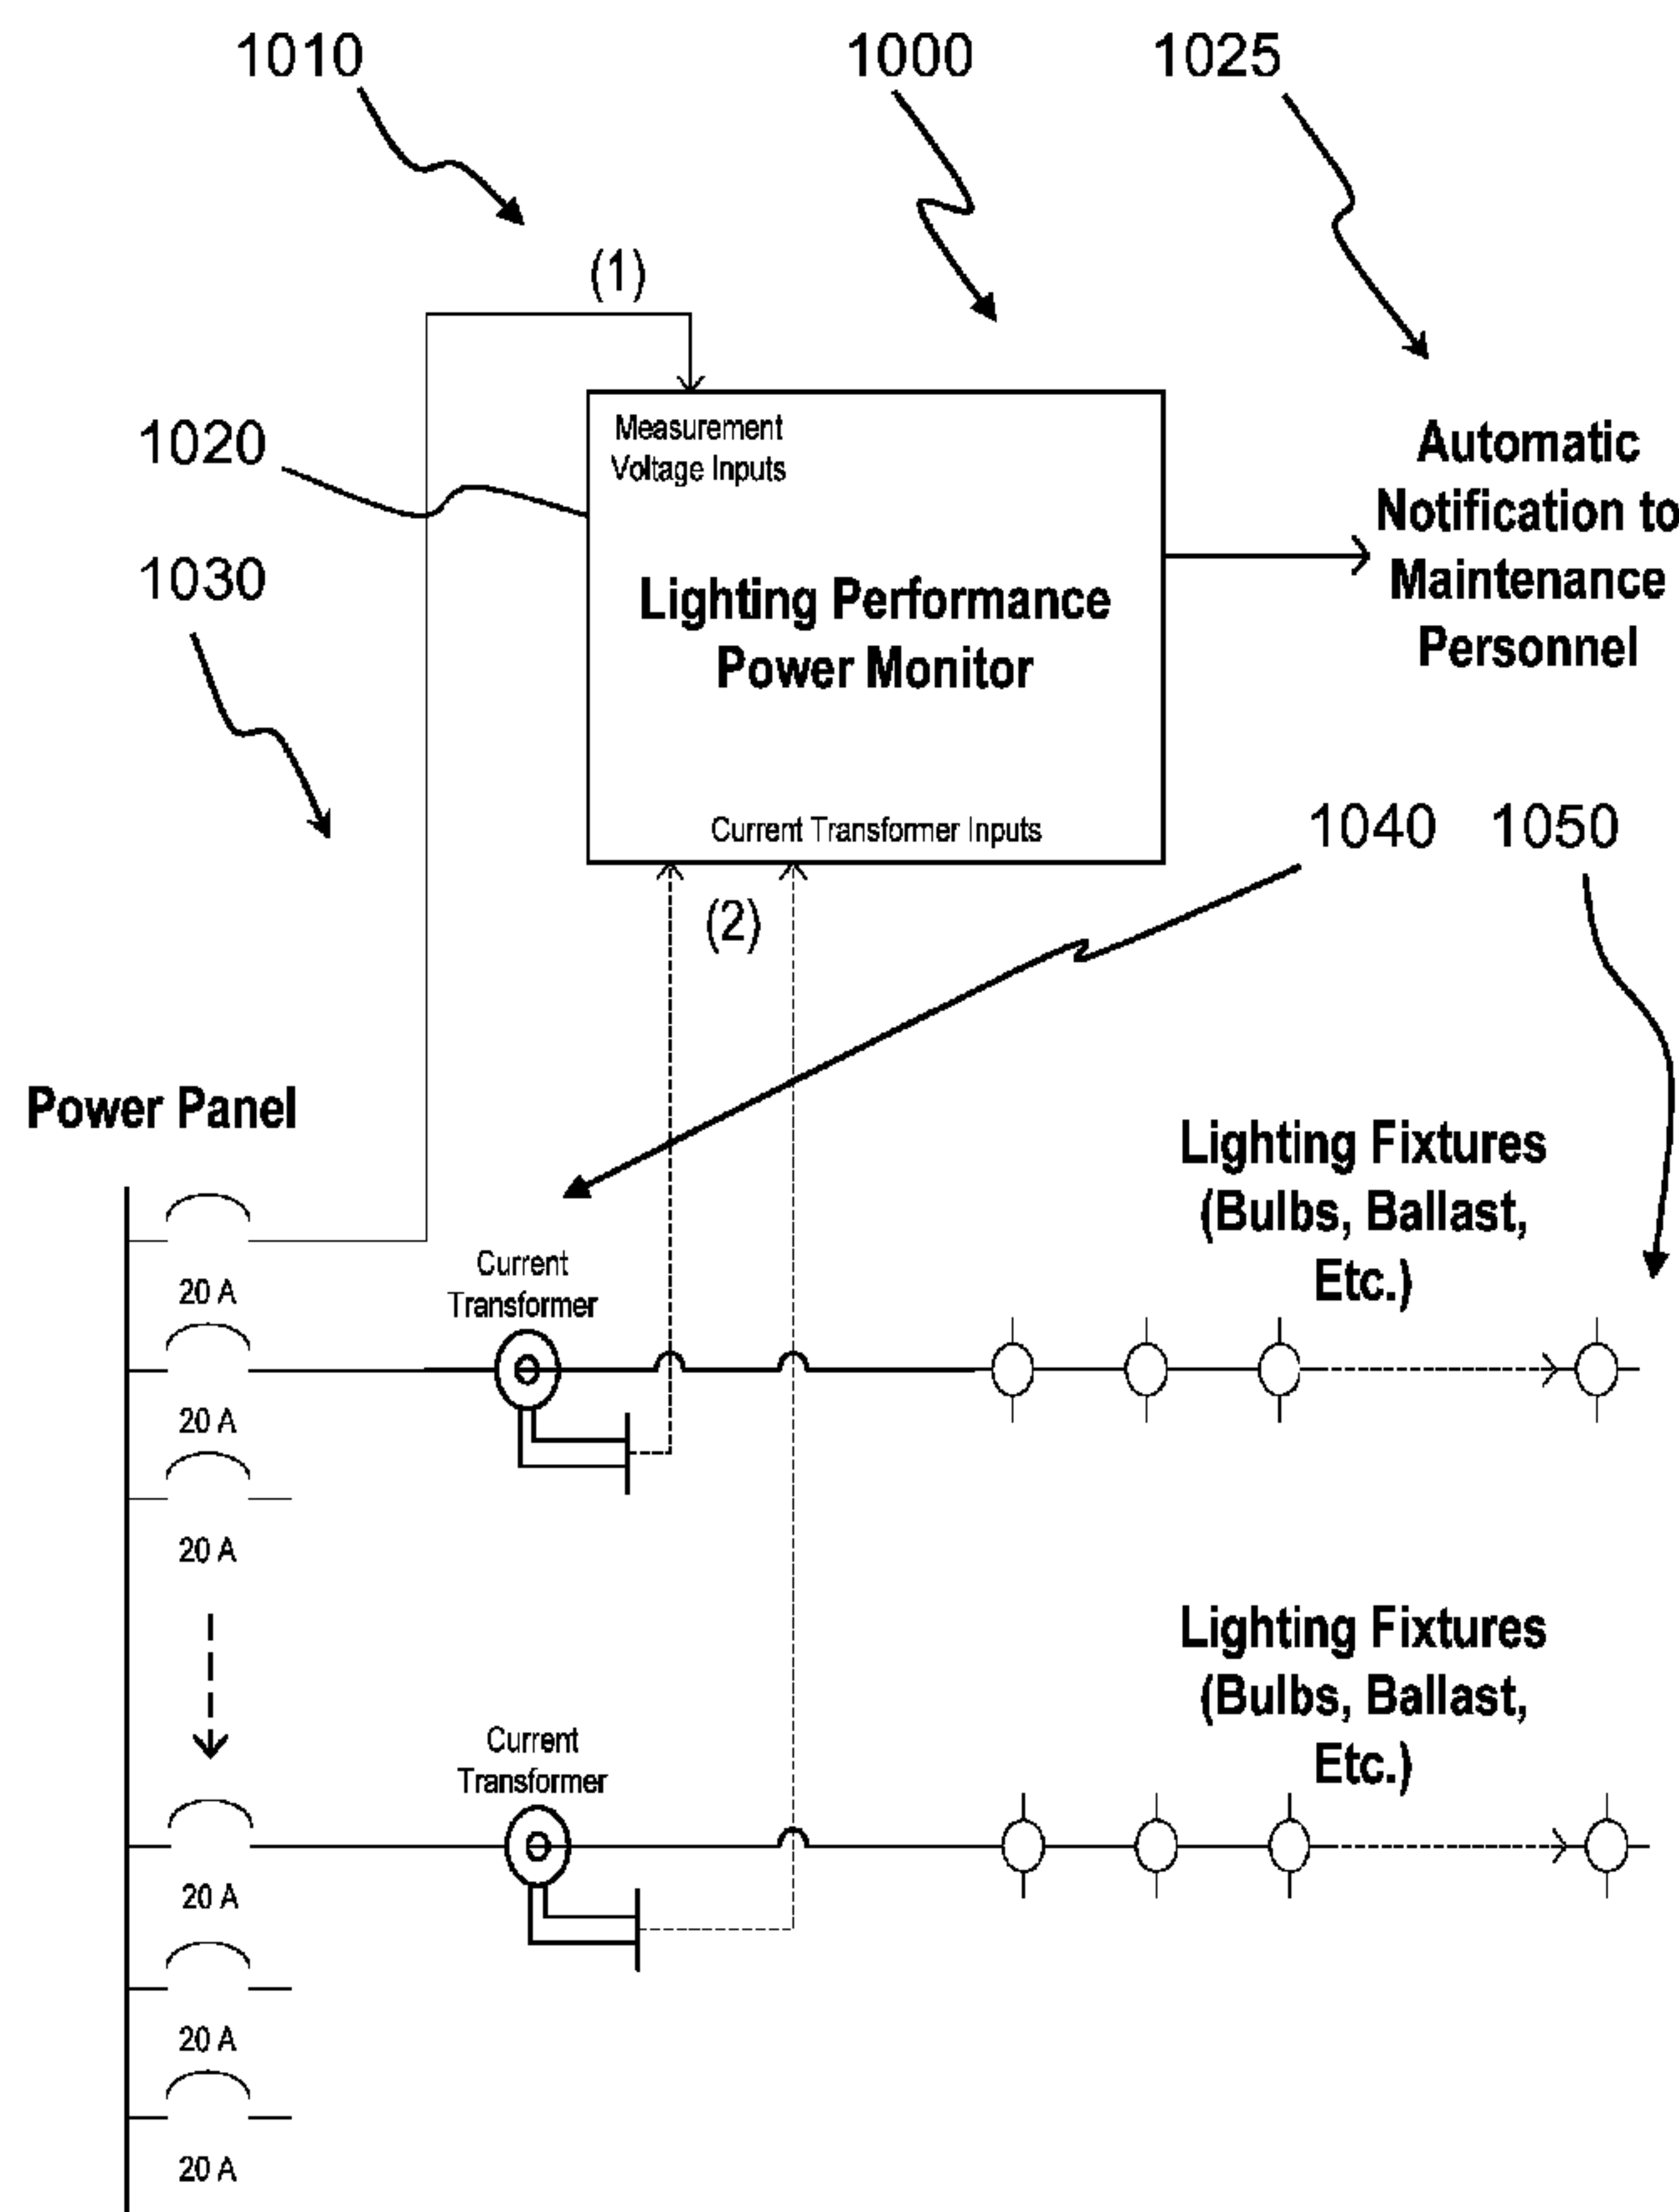 1010
1000
1025
(1)
1020
Measurement
Voltage Inputs
Automatic
Notification to
Maintenance
Personnel
1030
Lighting Performance
Power Monitor
Current Transformer Inputs
1040
1050
(2)
Power Panel
Lighting Fixtures
(Bulbs, Ballast,
Etc.)
Current
Transformer
20 A
20 A
20 A
Lighting Fixtures
(Bulbs, Ballast,
Etc.)
Current
Transformer
20 A
20 A
20 A